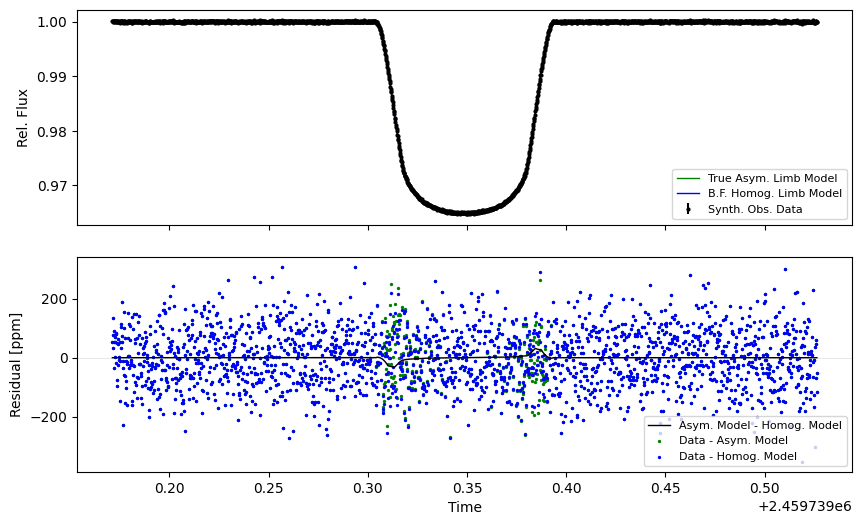 1.00
0.99
0.98
0.97
Rel. Flux
True Asym. Limb Model
B.F. Homog. Limb Model
Synth. Obs. Data
200
0
−200
Residual [ppm]
Asym. Model - Homog. Model
Data - Asym. Model
Data - Homog. Model
0.20
0.25
0.30
0.35
0.40
0.45
0.50
Time
+2.459739e6